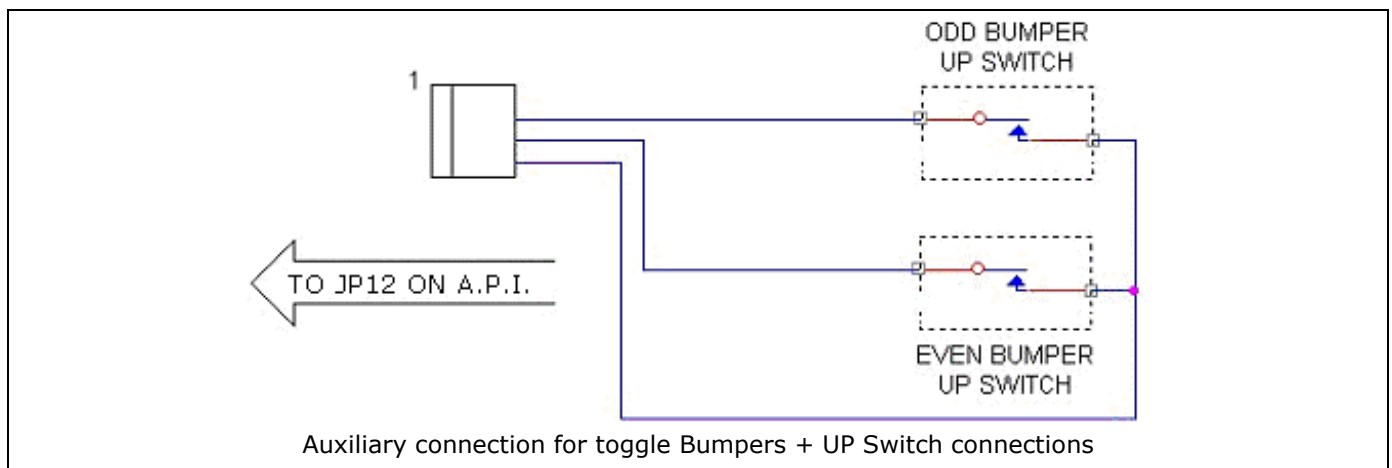 ODD BUMPER
UP SWITCH
1
TO JP12 ON A.P.I.
EVEN BUMPER
UP SWITCH
Auxiliary connection for toggle Bumpers + UP Switch connections